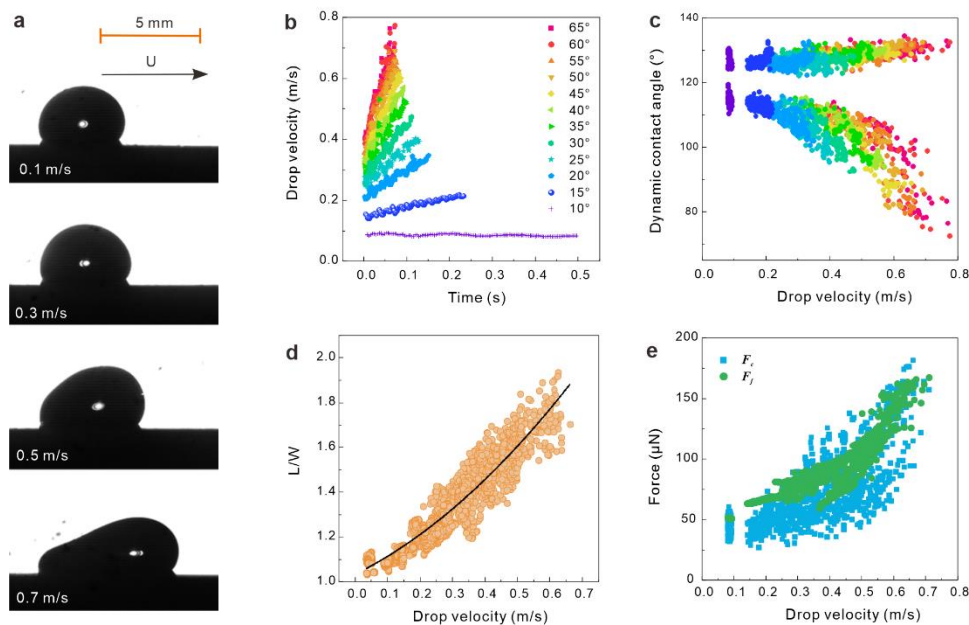 a
5 mm
U
0.1 m/s
0.3 m/s
0.5 m/s
0.7 m/s
b
Drop velocity (m/s)
0.8
0.6
0.4
0.2
0.0
0.0 0.1 0.2 0.3 0.4 0.5
Time (s)
65°
60°
55°
50°
45°
40°
35°
30°
25°
20°
15°
10°
c
Dynamic contact angle (°)
140
130
120
110
100
90
80
70
0.0 0.2 0.4 0.6 0.8
Drop velocity (m/s)
d
L/W
2.0
1.8
1.6
1.4
1.2
1.0
0.0 0.1 0.2 0.3 0.4 0.5 0.6 0.7
Drop velocity (m/s)
e
Force (μN)
200
150
100
50
0
0.0 0.1 0.2 0.3 0.4 0.5 0.6 0.7 0.8
Drop velocity (m/s)
F
F